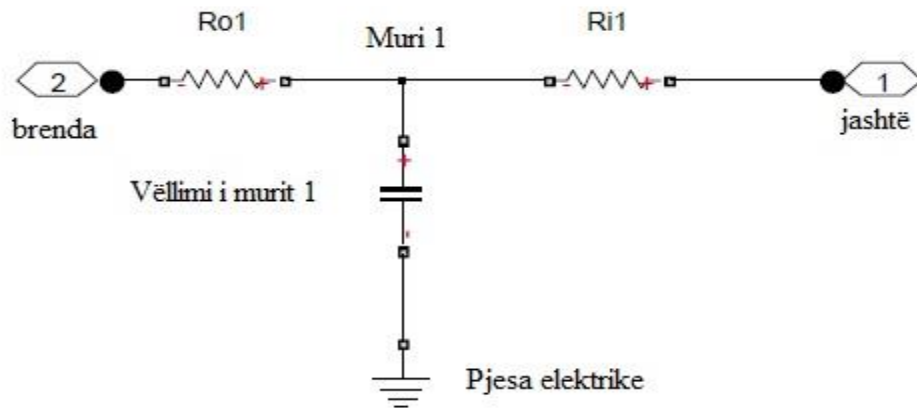 Ro1
Muri 1
Ri1
2
1
brenda
jashtë
Vëllimi i murit 1
Pjesa elektrike